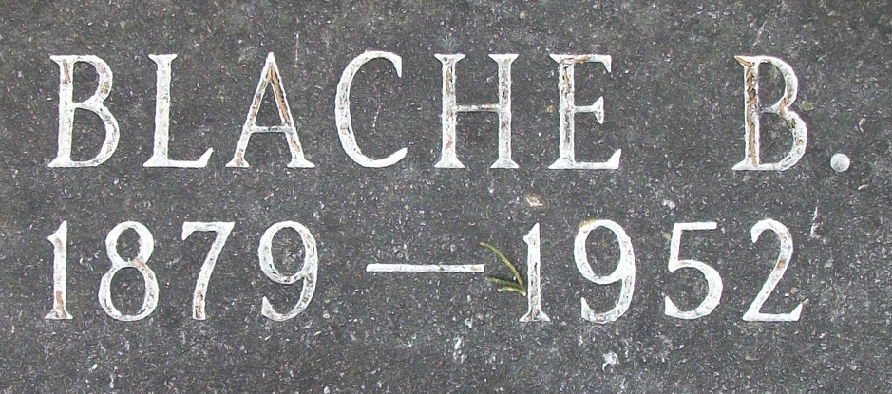 BLACHE B.
1879 — 1952